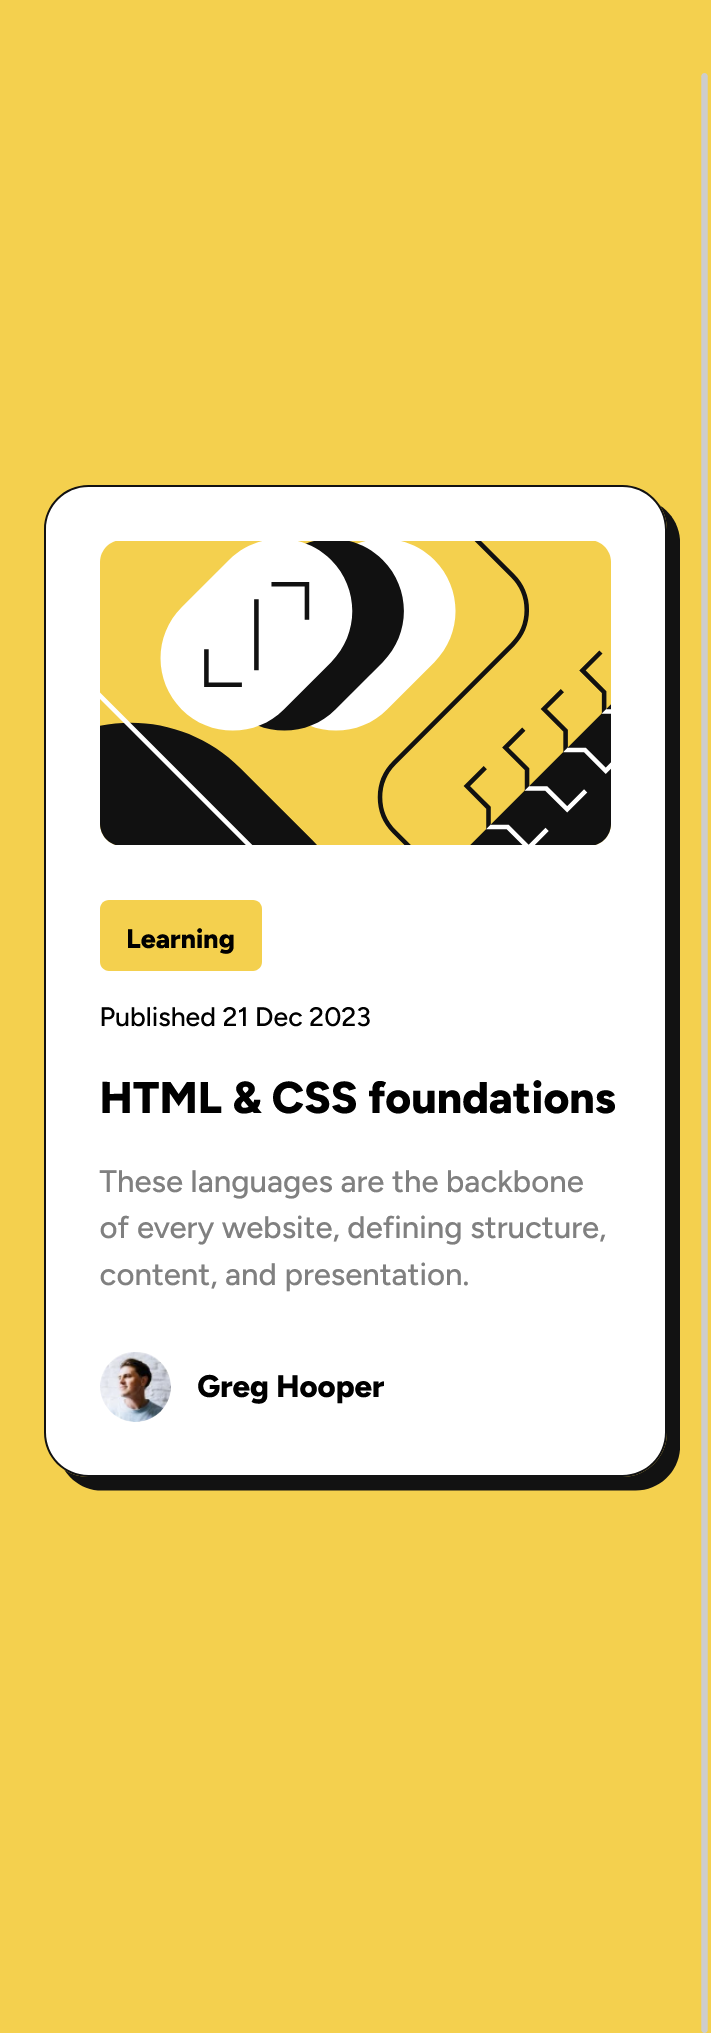 Learning
Published 21 Dec 2023
HTML & CSS foundations
These languages are the backbone
of every website, defining structure,
content, and presentation.
Greg Hooper